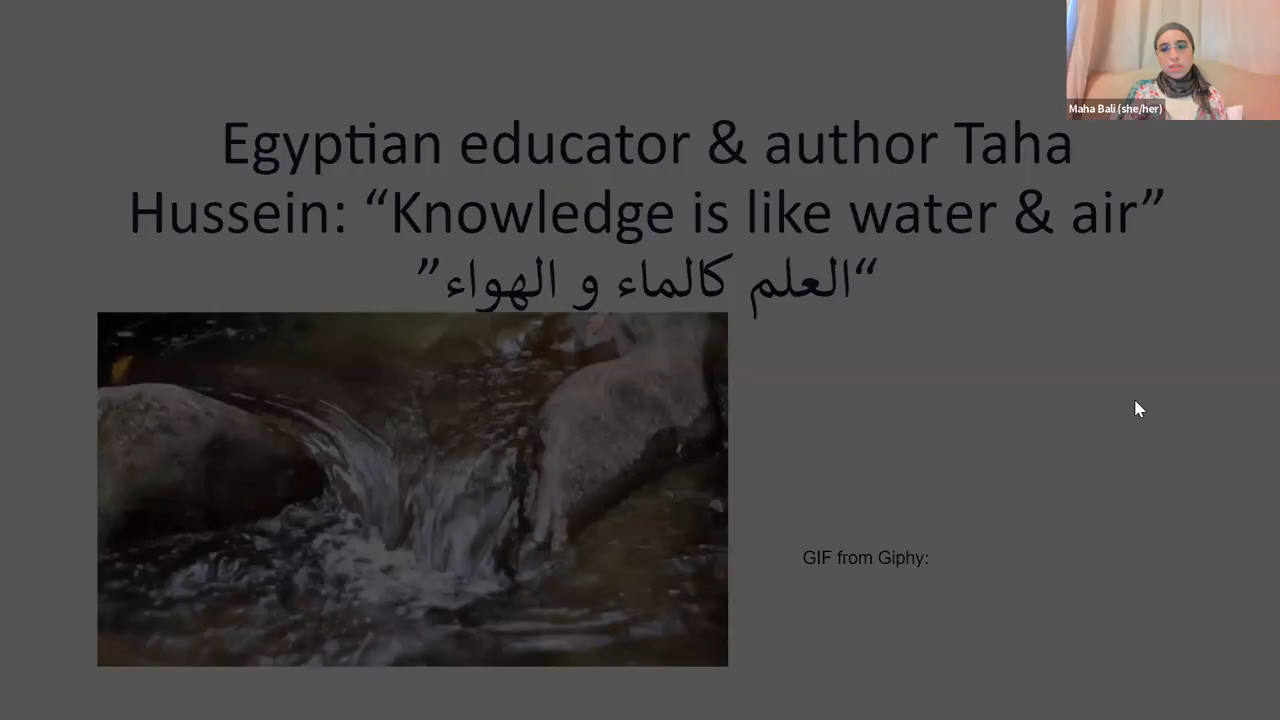 Maha Bali (she/her)
Egyptian educator & author Taha
Hussein: “Knowledge is like water & air”
“العلم كالماء و الهواء”
GIF from Giphy: